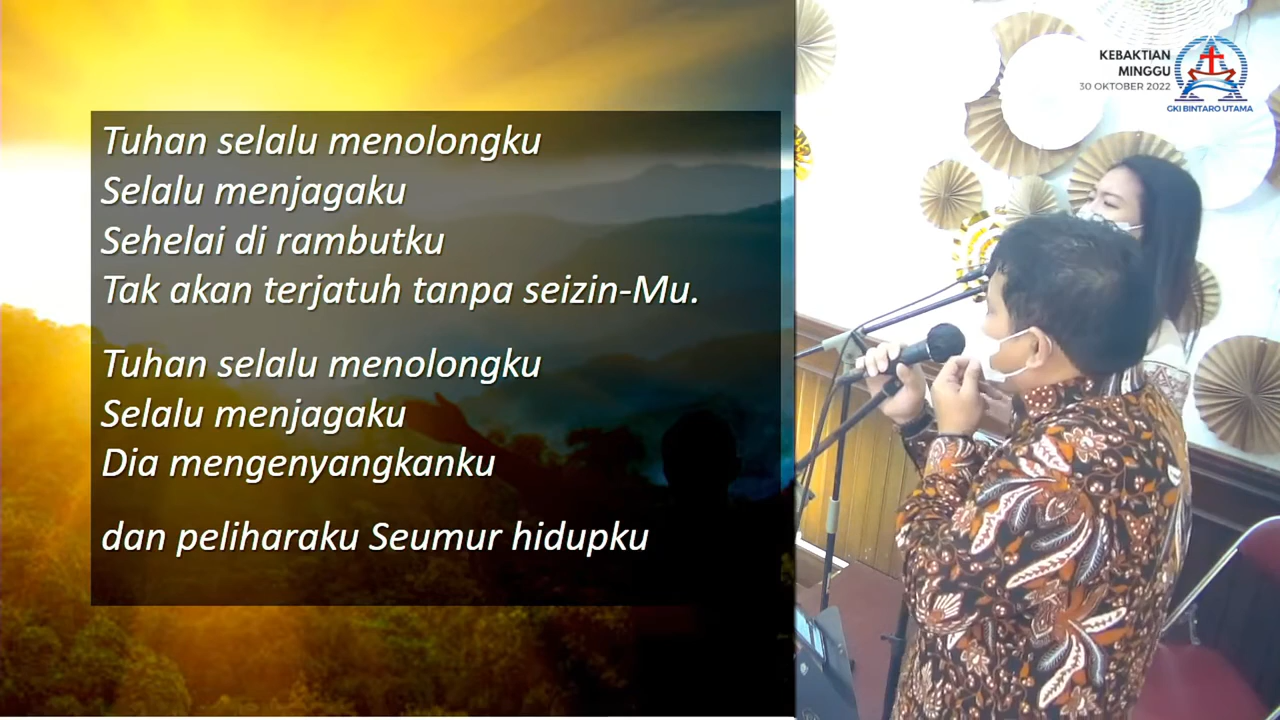 Tuhan selalu menolongku
Selalu menjagaku
Sehelai di rambutku
Tak akan terjatuh tanpa seizin-Mu.
Tuhan selalu menolongku
Selalu menjagaku
Dia mengenyangkanku
dan peliharaku Seumur hidupku
KEBAKTIAN
MINGGU
30 OKTOBER 2022
GKI BINTARO UTAMA